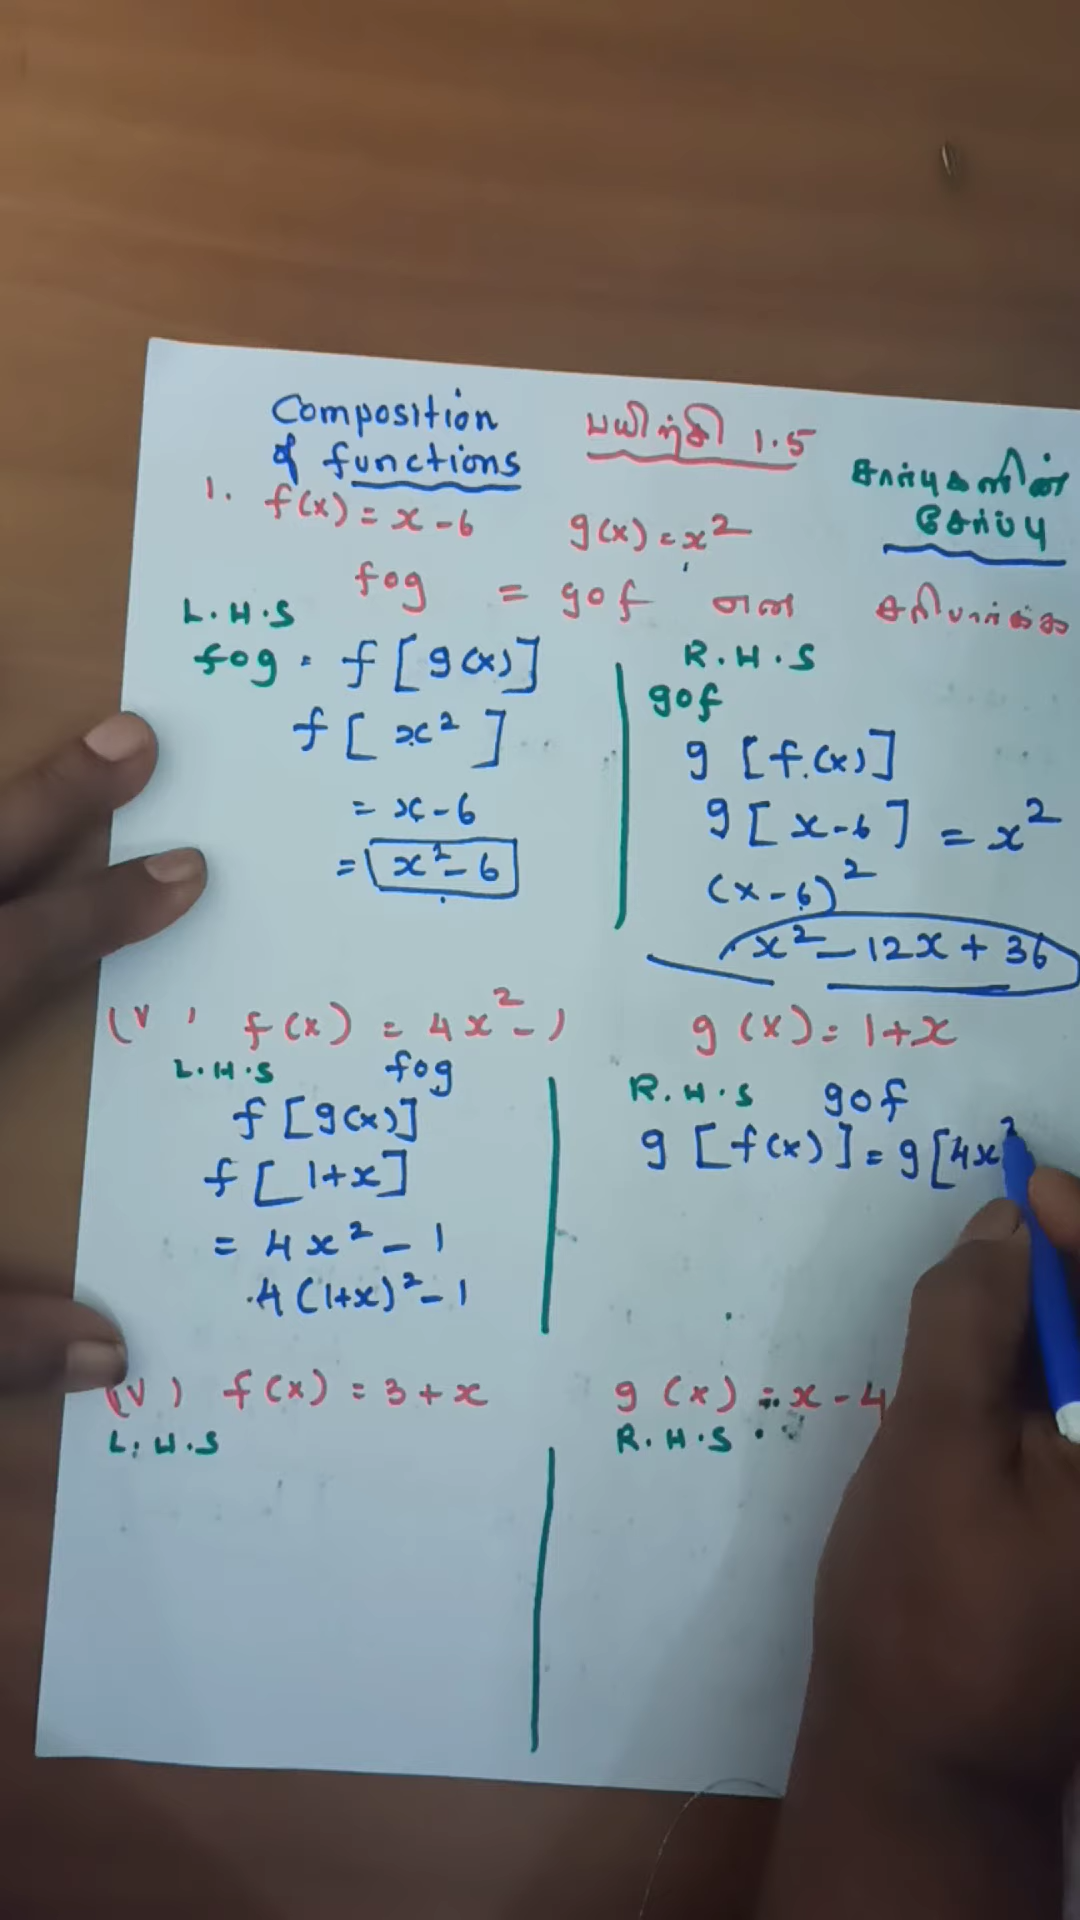 Composition
of functions
பயிற்சி 1.5
சார்புகளின்
சேர்ப்பு
1. f(x) = x - 6 g(x) = x²
fog = gof என சரிபார்க்க
L.H.S
fog = f [g(x)]
f [ x² ]
= x - 6
= x² - 6
R.H.S
gof
g [f(x)]
g [ x - 6 ] = x²
(x - 6)²
x² - 12x + 36
(v) f(x) = 4x² - 1 g(x) = 1+x
L.H.S fog
f [g(x)]
f [ 1+x ]
= 4x² - 1
4(1+x)² - 1
R.H.S gof
g [f(x)] = g [4x²
(v) f(x) = 3 + x g(x) = x - 4
L.H.S
R.H.S